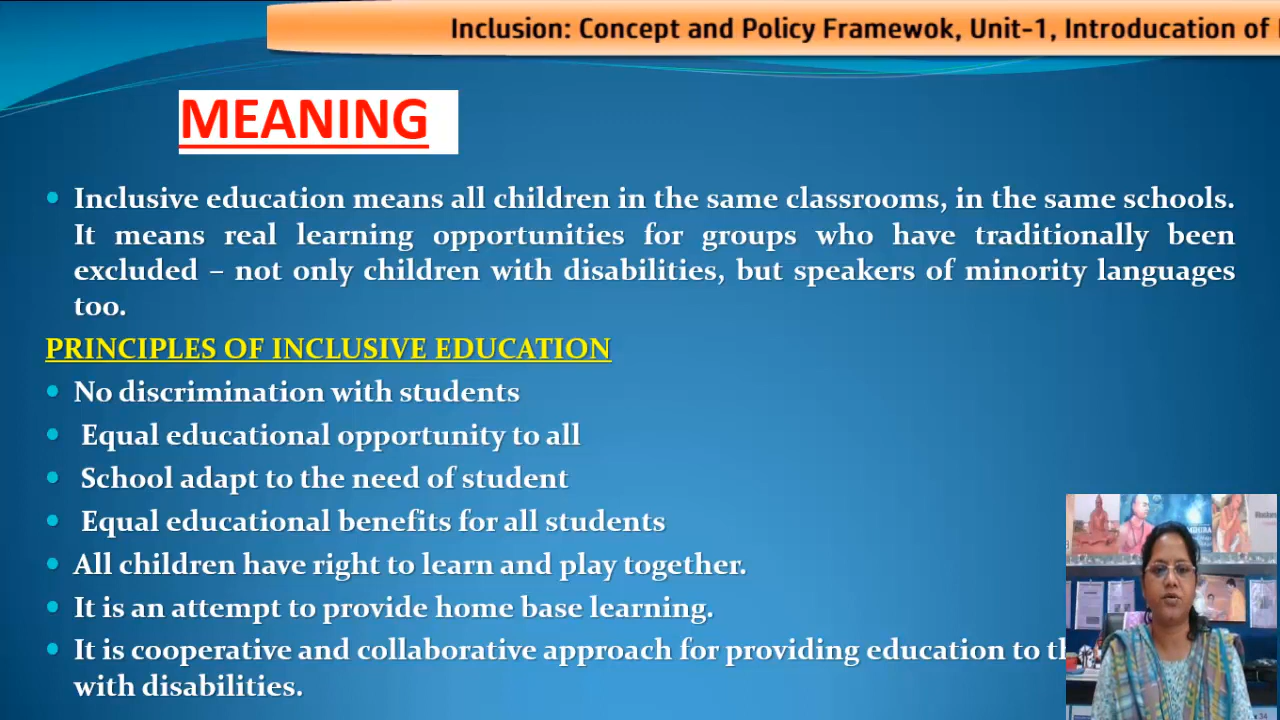 Inclusion: Concept and Policy Framewok, Unit-1, Introducation of
MEANING
• Inclusive education means all children in the same classrooms, in the same schools.
It means real learning opportunities for groups who have traditionally been
excluded – not only children with disabilities, but speakers of minority languages
too.
PRINCIPLES OF INCLUSIVE EDUCATION
• No discrimination with students
• Equal educational opportunity to all
• School adapt to the need of student
• Equal educational benefits for all students
• All children have right to learn and play together.
• It is an attempt to provide home base learning.
• It is cooperative and collaborative approach for providing education to
with disabilities.